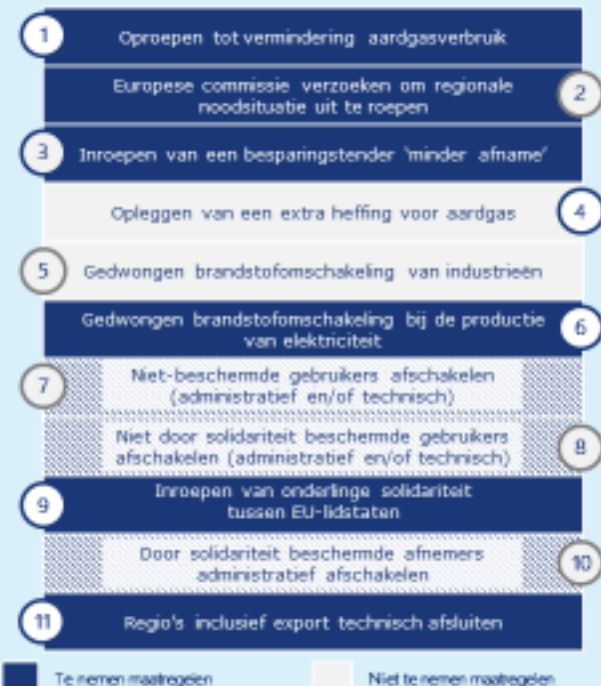 1
Oproepen tot vermindering aardgasverbruik
Europese commissie verzoeken om regionale
noodsituatie uit te roepen
2
3
Inroepen van een besparingstender 'minder afname'
Opleggen van een extra heffing voor aardgas
4
5
Gedwongen brandstofomschakeling van industrieën
Gedwongen brandstofomschakeling bij de productie
van elektriciteit
6
7
Niet-beschermde gebruikers afschakelen
(administratief en/of technisch)
Niet door solidariteit beschermde gebruikers
afschakelen (administratief en/of technisch)
8
9
Inroepen van onderlinge solidariteit
tussen EU-lidstaten
Door solidariteit beschermde afnemers
administratief afschakelen
10
11
Regio's inclusief export technisch afsluiten
Te nemen maatregelen
Niet te nemen maatregelen